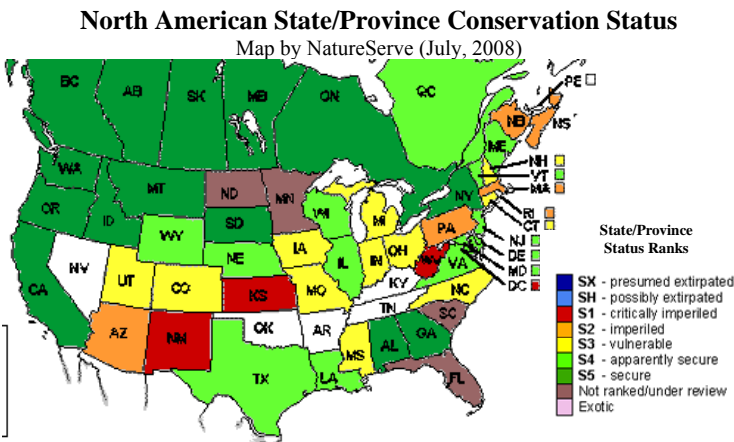 North American State/Province Conservation Status
Map by NatureServe (July, 2008)
BC
AB
SK
MB
ON
QC
PE
NB
NS
ME
NH
VT
MA
RI
CT
NJ
DE
MD
DC
WA
MT
ND
MN
OR
ID
WY
SD
WI
MI
NY
PA
NE
IA
IL
IN
OH
WV
VA
NV
UT
CO
KS
MO
KY
NC
CA
AZ
NM
OK
AR
TN
SC
TX
LA
MS
AL
GA
FL
State/Province
Status Ranks
SX - presumed extirpated
SH - possibly extirpated
S1 - critically imperiled
S2 - imperiled
S3 - vulnerable
S4 - apparently secure
S5 - secure
Not ranked/under review
Exotic